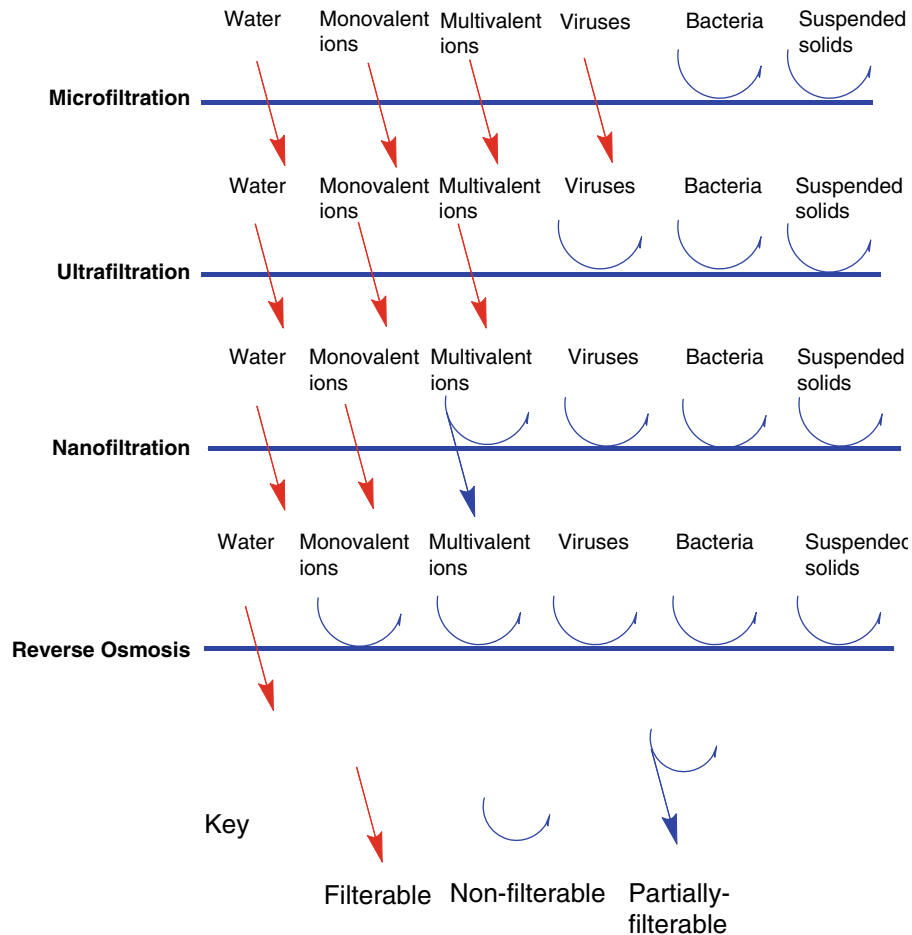 Water Monovalent ions Multivalent ions Viruses Bacteria Suspended solids
Microfiltration
Water Monovalent ions Multivalent ions Viruses Bacteria Suspended solids
Ultrafiltration
Water Monovalent ions Multivalent ions Viruses Bacteria Suspended solids
Nanofiltration
Water Monovalent ions Multivalent ions Viruses Bacteria Suspended solids
Reverse Osmosis
Key
Filterable Non-filterable Partially-
filterable